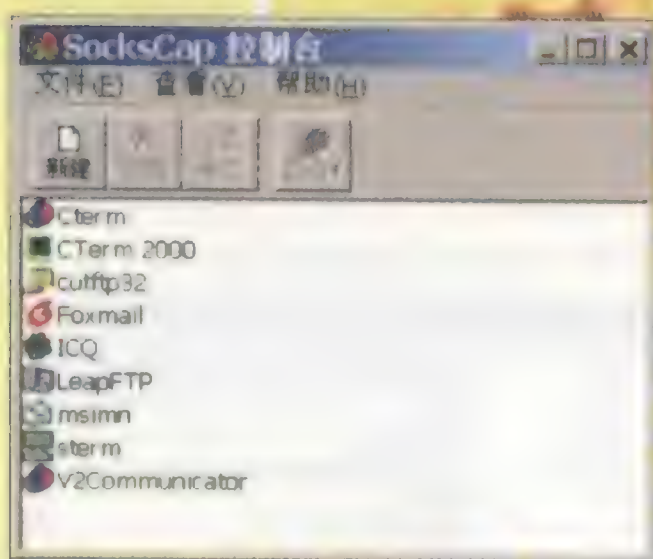 SocksCap 控制台
文件(F) 查看(V) 帮助(H)
新建
Cterm
CTerm 2000
cutftp32
Foxmail
ICQ
LeapFTP
msimn
sterm
V2Communicator